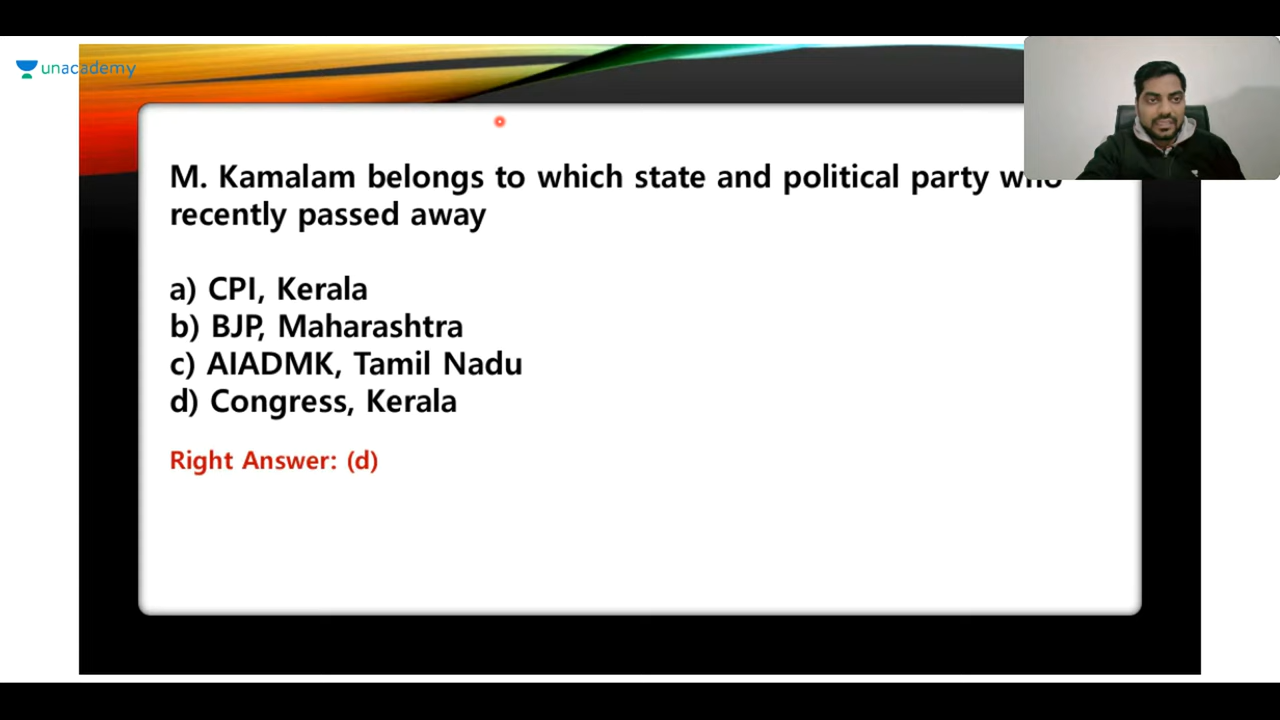 unacademy
M. Kamalam belongs to which state and political party who
recently passed away
a) CPI, Kerala
b) BJP, Maharashtra
c) AIADMK, Tamil Nadu
d) Congress, Kerala
Right Answer: (d)